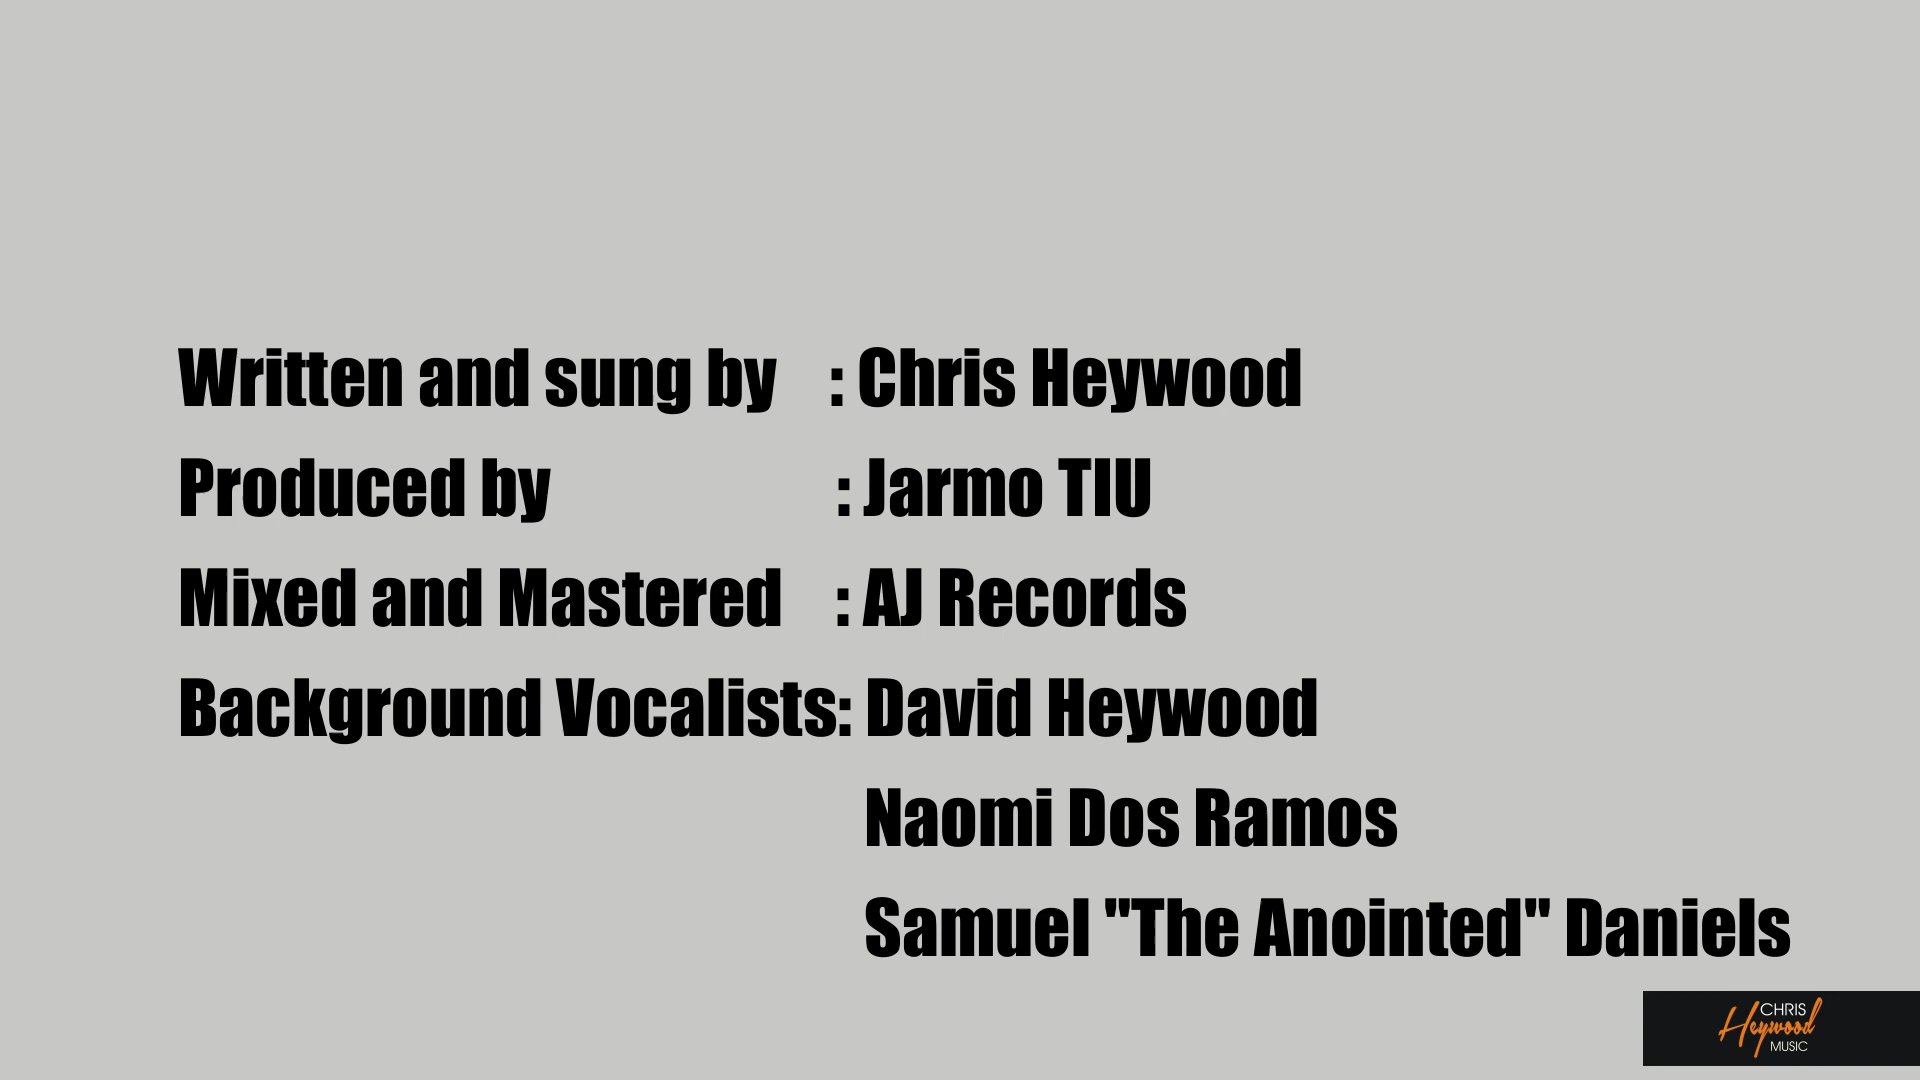 Written and sung by : Chris Heywood
Produced by : Jarmo TIU
Mixed and Mastered : AJ Records
Background Vocalists: David Heywood
Naomi Dos Ramos
Samuel "The Anointed" Daniels
CHRIS
Heywood
MUSIC